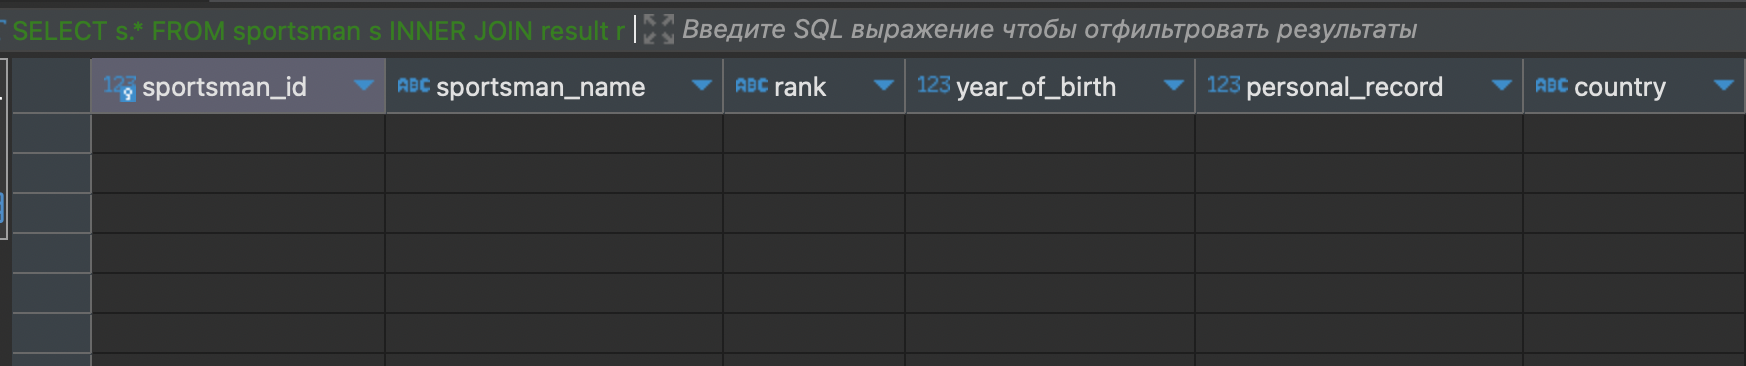 SELECT s.* FROM sportsman s INNER JOIN result r Введите SQL выражение чтобы отфильтровать результаты
123 sportsman_id ABC sportsman_name ABC rank 123 year_of_birth 123 personal_record ABC country